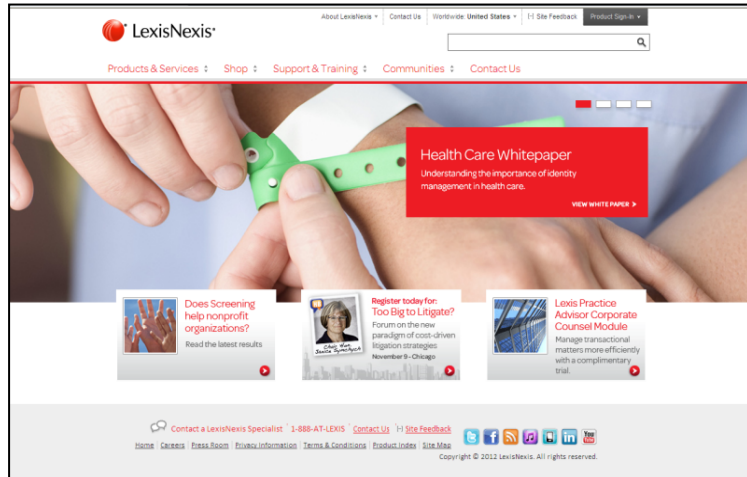 About LexisNexis Contact Us Worldwide: United States [+] Site Feedback Product Sign-In
LexisNexis
Products & Services Shop Support & Training Communities Contact Us
Health Care Whitepaper
Understanding the importance of identity
management in health care.
VIEW WHITE PAPER
Does Screening
help nonprofit
organizations?
Read the latest results
Register today for:
Too Big to Litigate?
Forum on the new
paradigm of cost-driven
litigation strategies
November 9 - Chicago
Lexis Practice
Advisor Corporate
Counsel Module
Manage transactional
matters more efficiently
with a complimentary
trial.
Contact a LexisNexis Specialist 1-888-AT-LEXIS Contact Us [+] Site Feedback
Home Careers Press Room Privacy Information Terms & Conditions Product Index Site Map
You
Tube
Copyright © 2012 LexisNexis. All rights reserved.